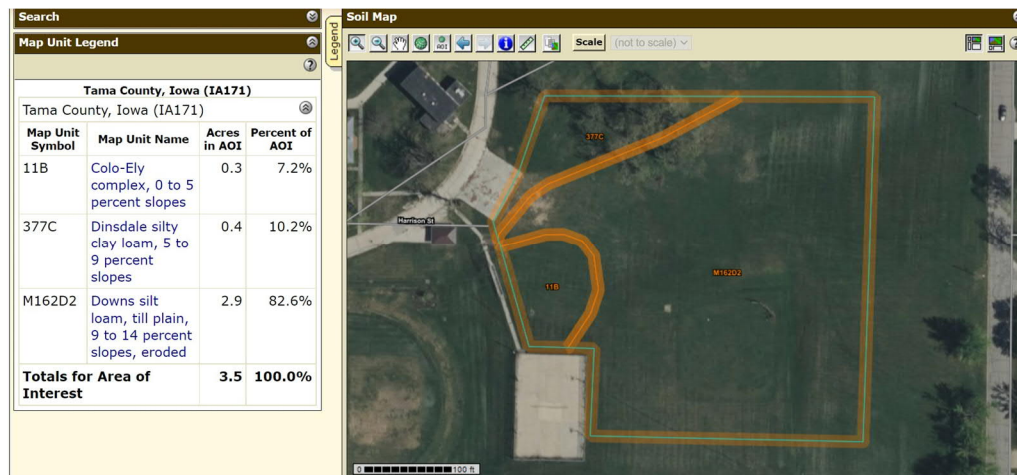 Search
Map Unit Legend
Tama County, Iowa (IA171)
Tama County, Iowa (IA171)
Map Unit Symbol Map Unit Name Acres in AOI Percent of AOI
11B Colo-Ely complex, 0 to 5 percent slopes 0.3 7.2%
377C Dinsdale silty clay loam, 5 to 9 percent slopes 0.4 10.2%
M162D2 Downs silt loam, till plain, 9 to 14 percent slopes, eroded 2.9 82.6%
Totals for Area of Interest 3.5 100.0%
Legend
Soil Map
AOI
Scale (not to scale)
377C
Harrison St
M162D2
11B
0 100 ft